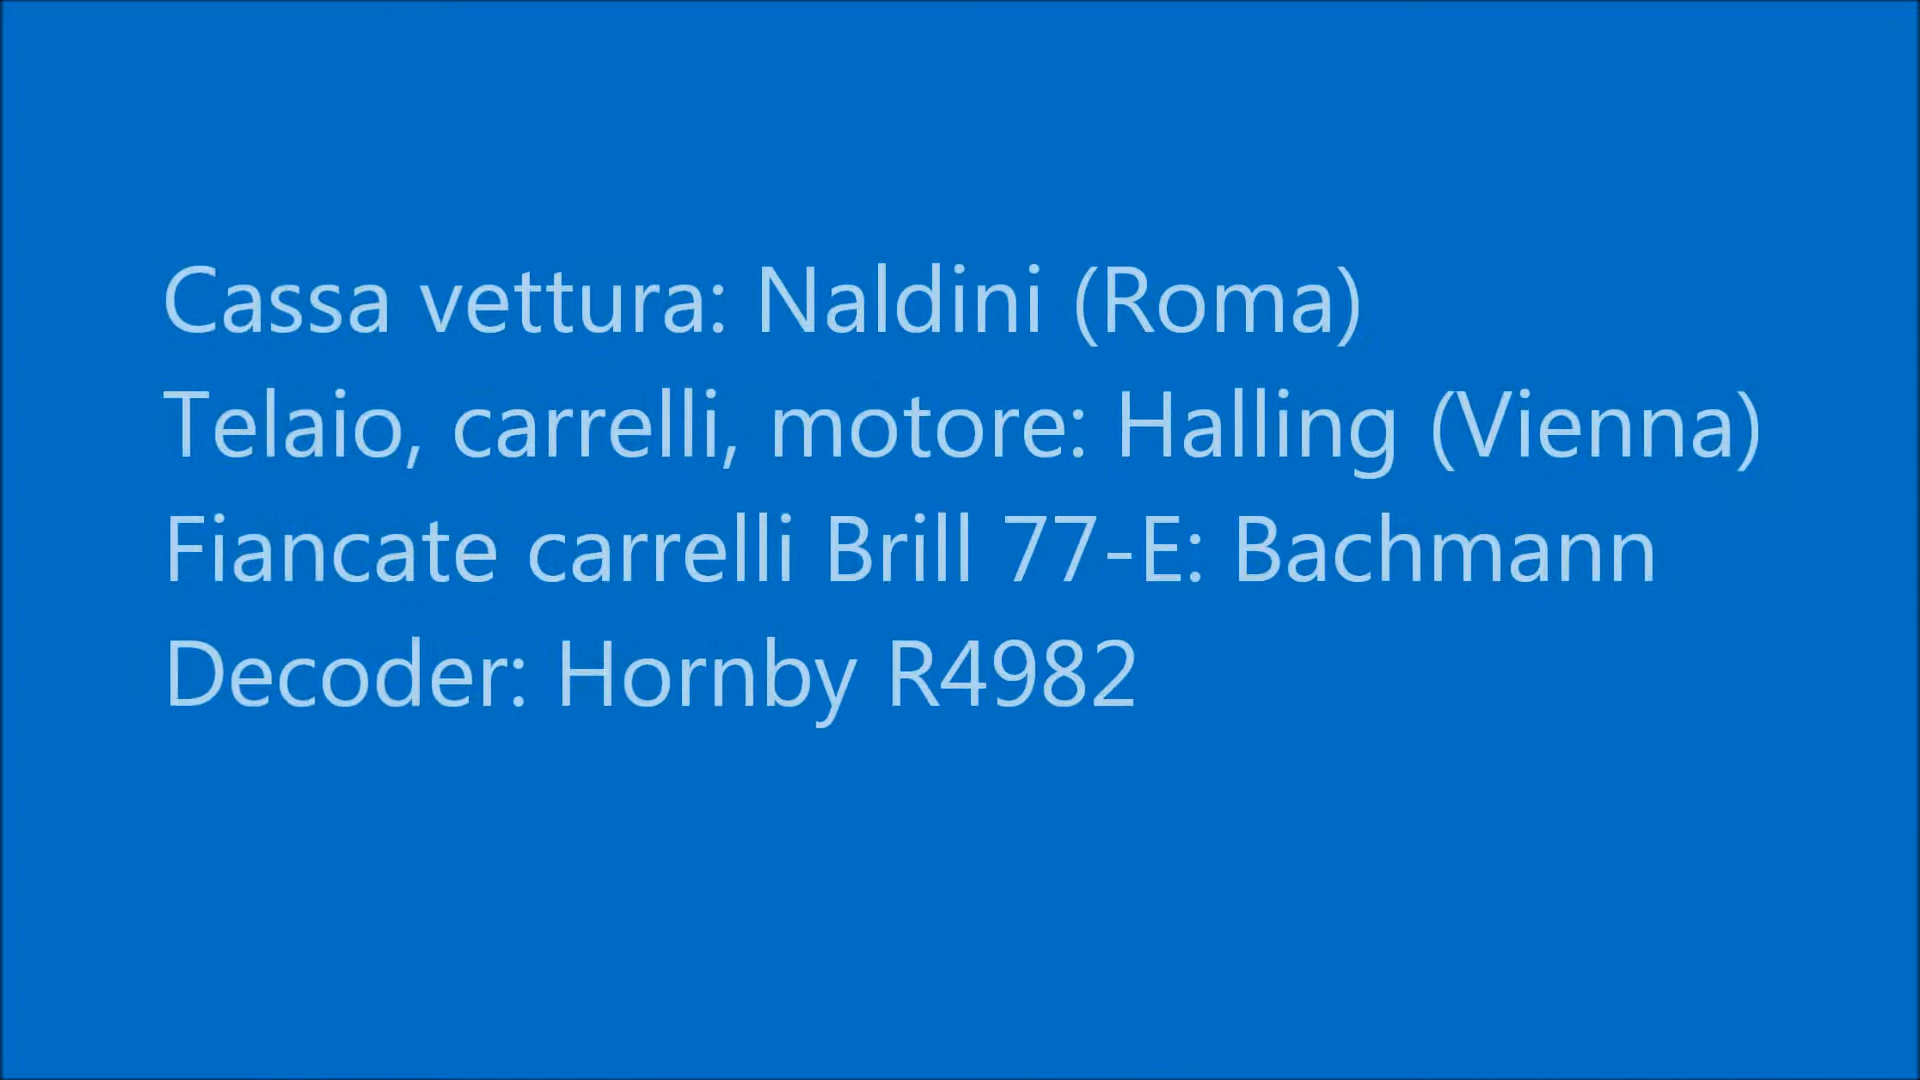 Cassa vettura: Naldini (Roma)
Telaio, carrelli, motore: Halling (Vienna)
Fiancate carrelli Brill 77-E: Bachmann
Decoder: Hornby R4982